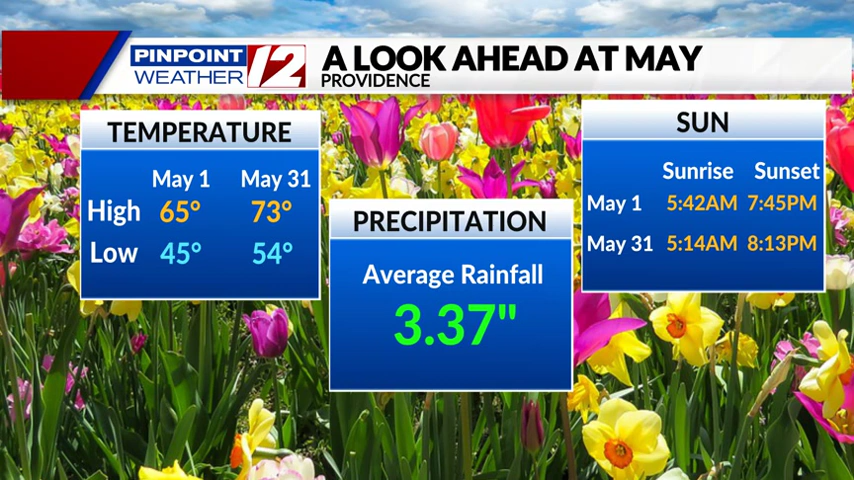 PINPOINT
WEATHER 12
A LOOK AHEAD AT MAY
PROVIDENCE
TEMPERATURE
May 1 May 31
High 65° 73°
Low 45° 54°
PRECIPITATION
Average Rainfall
3.37"
SUN
Sunrise Sunset
May 1 5:42AM 7:45PM
May 31 5:14AM 8:13PM